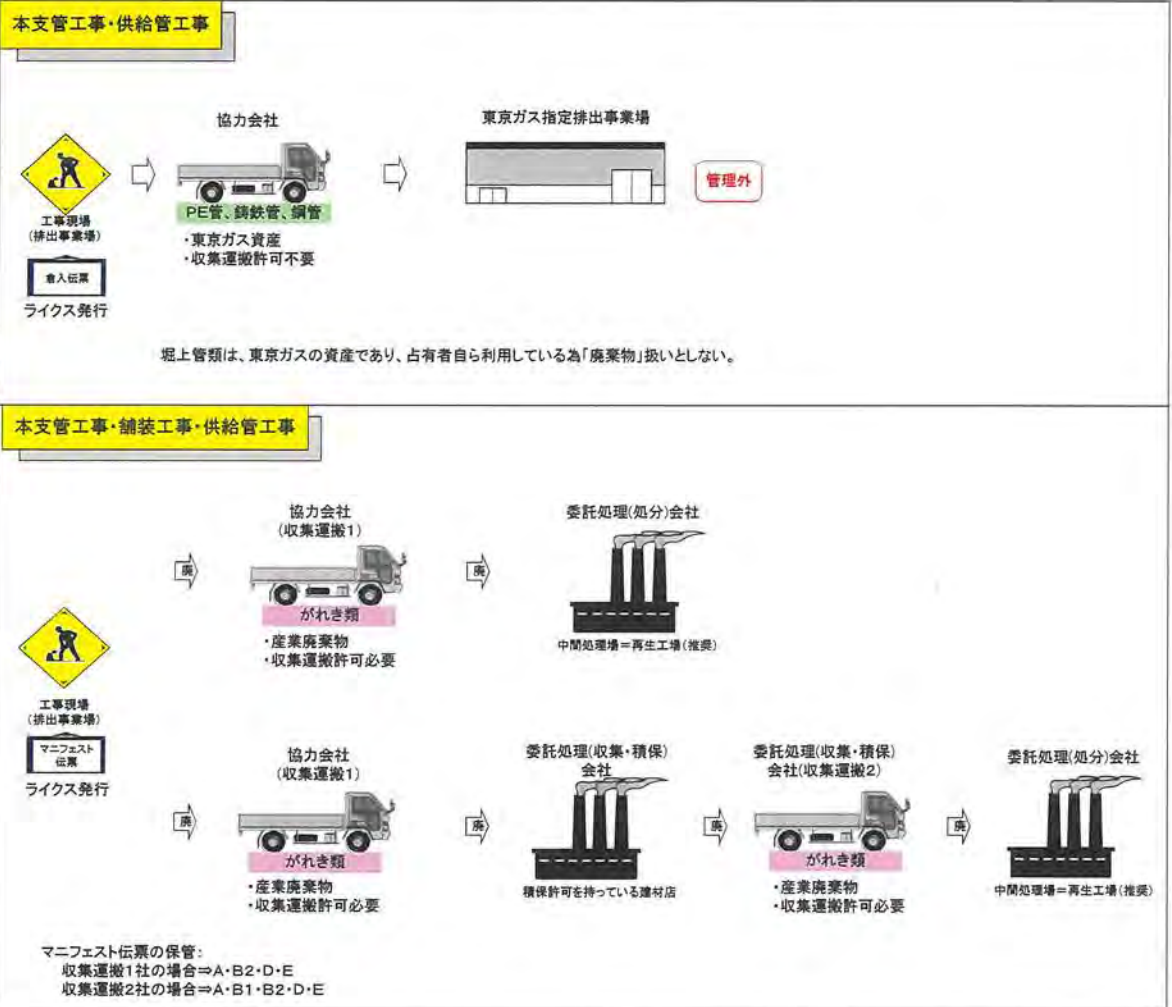 本支管工事・供給管工事
協力会社
東京ガス指定排出事業場
管理外
PE管、鋳鉄管、鋼管
工事現場
(排出事業場)
・東京ガス資産
・収集運搬許可不要
倉入伝票
ライクス発行
堀上管類は、東京ガスの資産であり、占有者自ら利用している為「廃棄物」扱いとしない。
本支管工事・舗装工事・供給管工事
協力会社
(収集運搬1)
委託処理(処分)会社
廃
廃
がれき類
・産業廃棄物
・収集運搬許可必要
中間処理場=再生工場(推奨)
工事現場
(排出事業場)
マニフェスト
伝票
ライクス発行
協力会社
(収集運搬1)
委託処理(収集・積保)
会社
委託処理(収集・積保)
会社(収集運搬2)
委託処理(処分)会社
廃
廃
廃
廃
がれき類
・産業廃棄物
・収集運搬許可必要
積保許可を持っている建材店
がれき類
・産業廃棄物
・収集運搬許可必要
中間処理場=再生工場(推奨)
マニフェスト伝票の保管:
収集運搬1社の場合⇒A・B2・D・E
収集運搬2社の場合⇒A・B1・B2・D・E